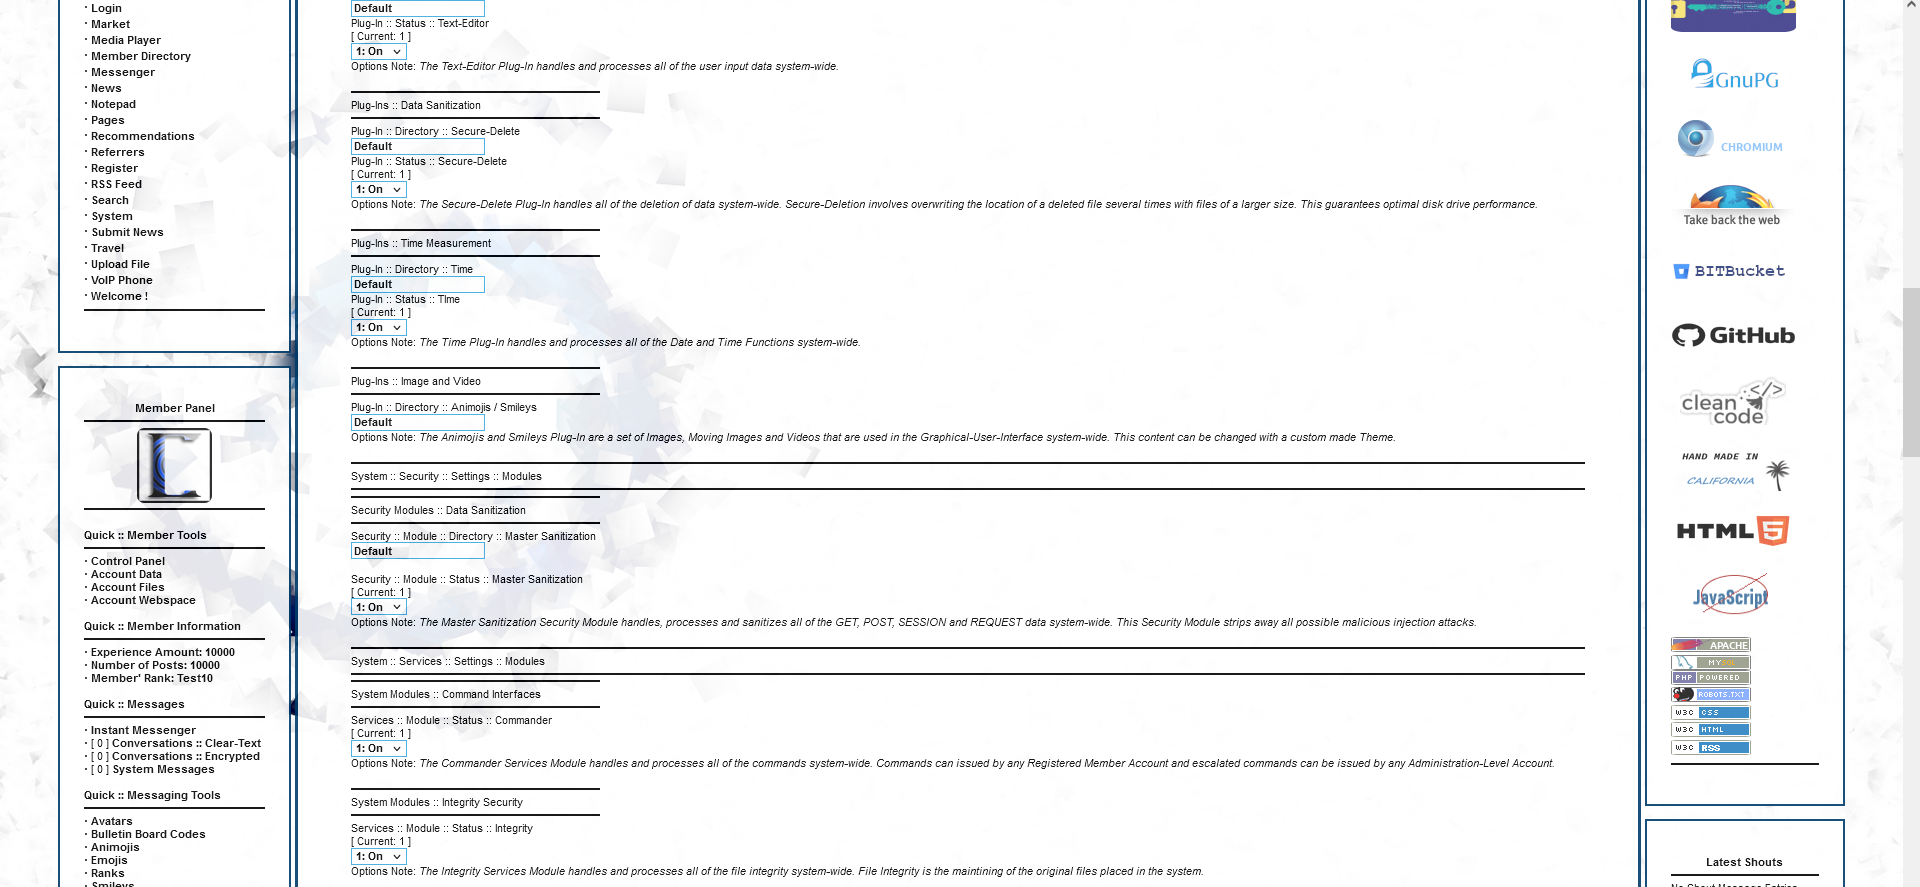 · Login
· Market
· Media Player
· Member Directory
· Messenger
· News
· Notepad
· Pages
· Recommendations
· Referrers
· Register
· RSS Feed
· Search
· System
· Submit News
· Travel
· Upload File
· VoIP Phone
· Welcome !
Member Panel
Quick :: Member Tools
· Control Panel
· Account Data
· Account Files
· Account Webspace
Quick :: Member Information
· Experience Amount: 10000
· Number of Posts: 10000
· Member' Rank: Test10
Quick :: Messages
· Instant Messenger
· [ 0 ] Conversations :: Clear-Text
· [ 0 ] Conversations :: Encrypted
· [ 0 ] System Messages
Quick :: Messaging Tools
· Avatars
· Bulletin Board Codes
· Animojis
· Emojis
· Ranks
· Smileys
Default
Plug-In :: Status :: Text-Editor
[ Current: 1 ]
1: On
Options Note: The Text-Editor Plug-In handles and processes all of the user input data system-wide.
Plug-Ins :: Data Sanitization
Plug-In :: Directory :: Secure-Delete
Default
Plug-In :: Status :: Secure-Delete
[ Current: 1 ]
1: On
Options Note: The Secure-Delete Plug-In handles all of the deletion of data system-wide. Secure-Deletion involves overwriting the location of a deleted file several times with files of a larger size. This guarantees optimal disk drive performance.
Plug-Ins :: Time Measurement
Plug-In :: Directory :: Time
Default
Plug-In :: Status :: TIme
[ Current: 1 ]
1: On
Options Note: The Time Plug-In handles and processes all of the Date and Time Functions system-wide.
Plug-Ins :: Image and Video
Plug-In :: Directory :: Animojis / Smileys
Default
Options Note: The Animojis and Smileys Plug-In are a set of Images, Moving Images and Videos that are used in the Graphical-User-Interface system-wide. This content can be changed with a custom made Theme.
System :: Security :: Settings :: Modules
Security Modules :: Data Sanitization
Security :: Module :: Directory :: Master Sanitization
Default
Security :: Module :: Status :: Master Sanitization
[ Current: 1 ]
1: On
Options Note: The Master Sanitization Security Module handles, processes and sanitizes all of the GET, POST, SESSION and REQUEST data system-wide. This Security Module strips away all possible malicious injection attacks.
System :: Services :: Settings :: Modules
System Modules :: Command Interfaces
Services :: Module :: Status :: Commander
[ Current: 1 ]
1: On
Options Note: The Commander Services Module handles and processes all of the commands system-wide. Commands can issued by any Registered Member Account and escalated commands can be issued by any Administration-Level Account.
System Modules :: Integrity Security
Services :: Module :: Status :: Integrity
[ Current: 1 ]
1: On
Options Note: The Integrity Services Module handles and processes all of the file integrity system-wide. File Integrity is the maintining of the original files placed in the system.
GnuPG
CHROMIUM
Take back the web
BITBucket
GitHub
</>
clean
code
HAND MADE IN
CALIFORNIA
HTML 5
JavaScript
APACHE
MYSQL
PHP POWERED
ROBOTS.TXT
W3C CSS
W3C HTML
W3C RSS
Latest Shouts
No Shout Message Entries